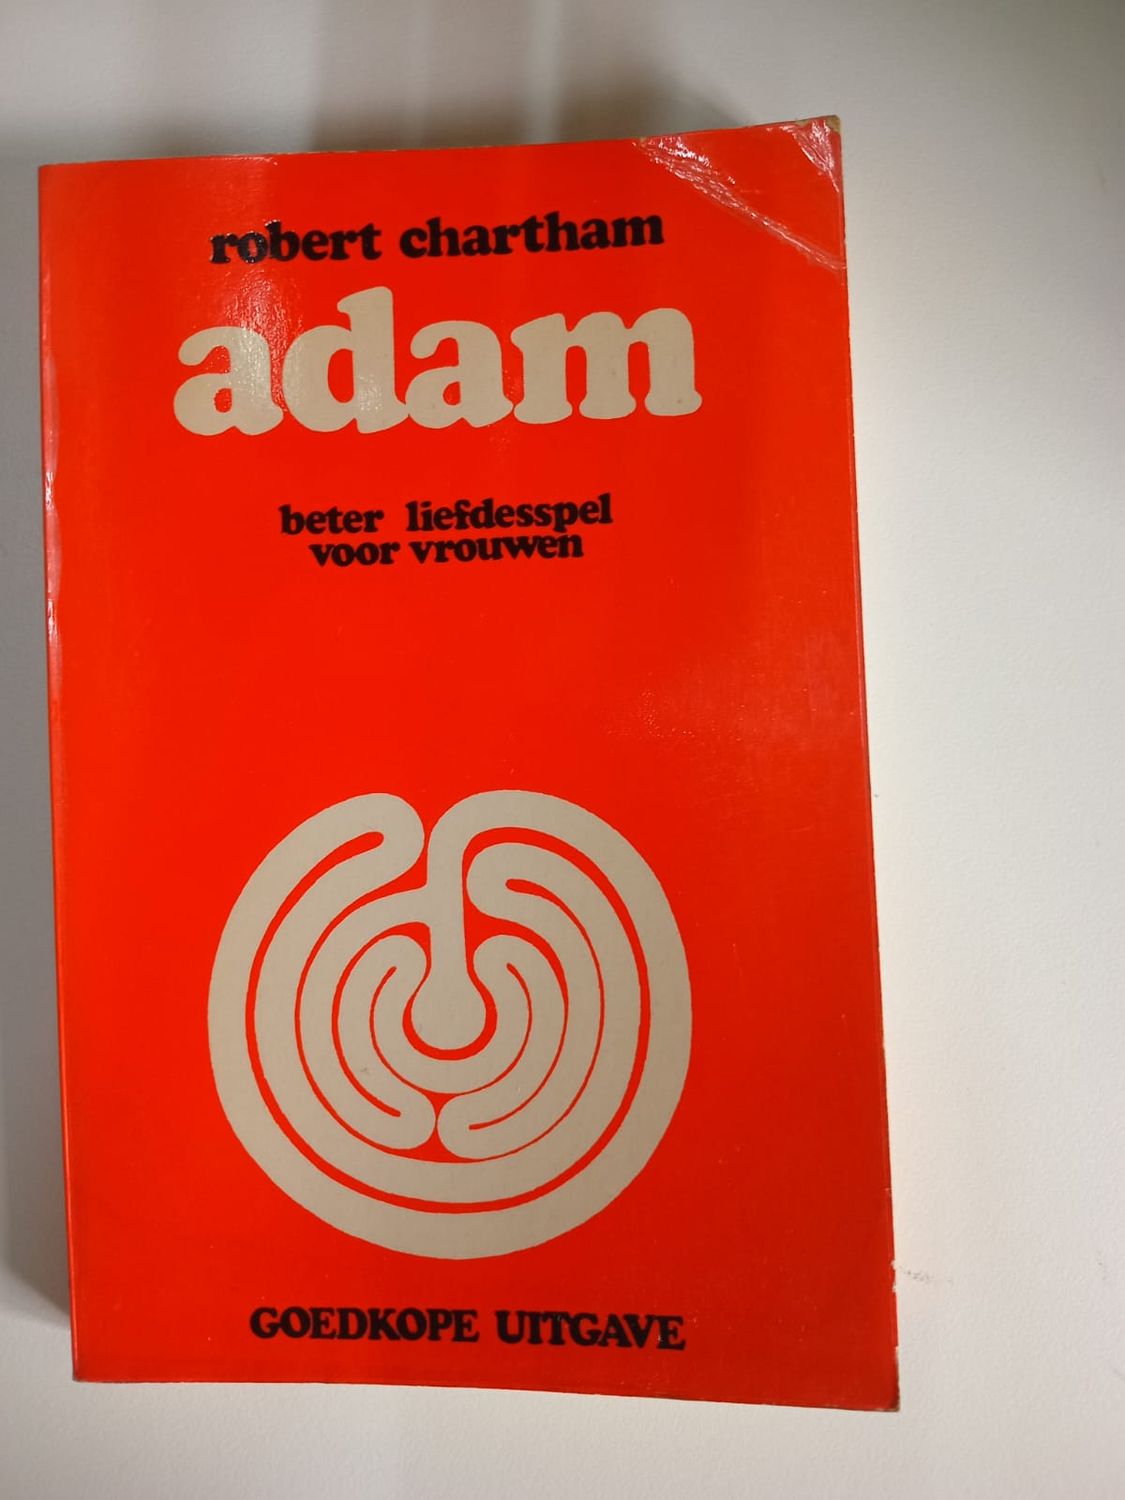 robert chartham
adam
beter liefdesspel
voor vrouwen
GOEDKOPE UITGAVE